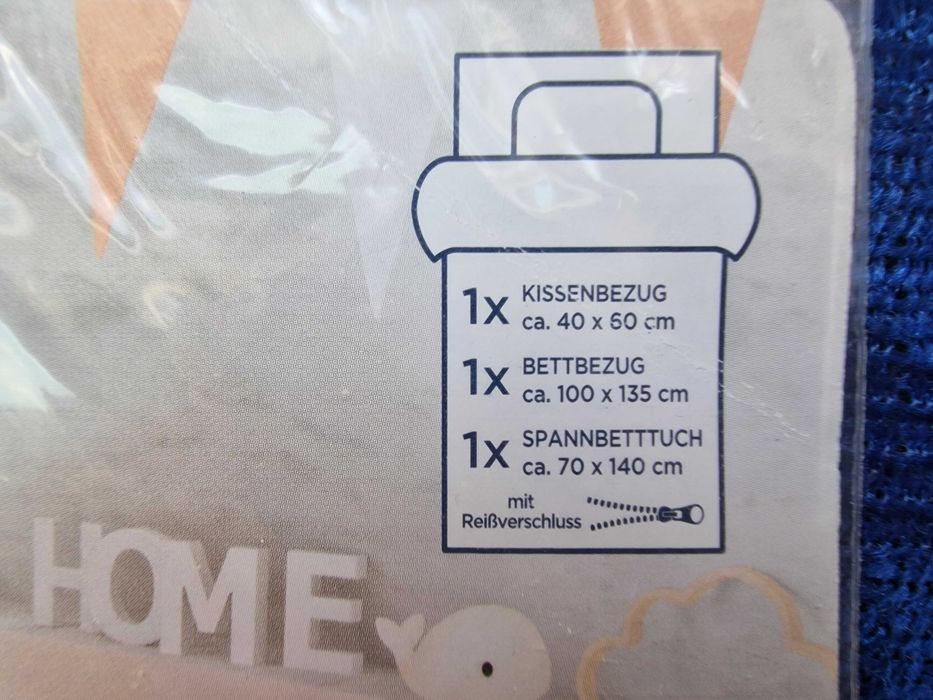 1x KISSENBEZUG
ca. 40 x 60 cm
1x BETTBEZUG
ca. 100 x 135 cm
1x SPANNBETTTUCH
ca. 70 x 140 cm
mit
Reißverschluss
HOME